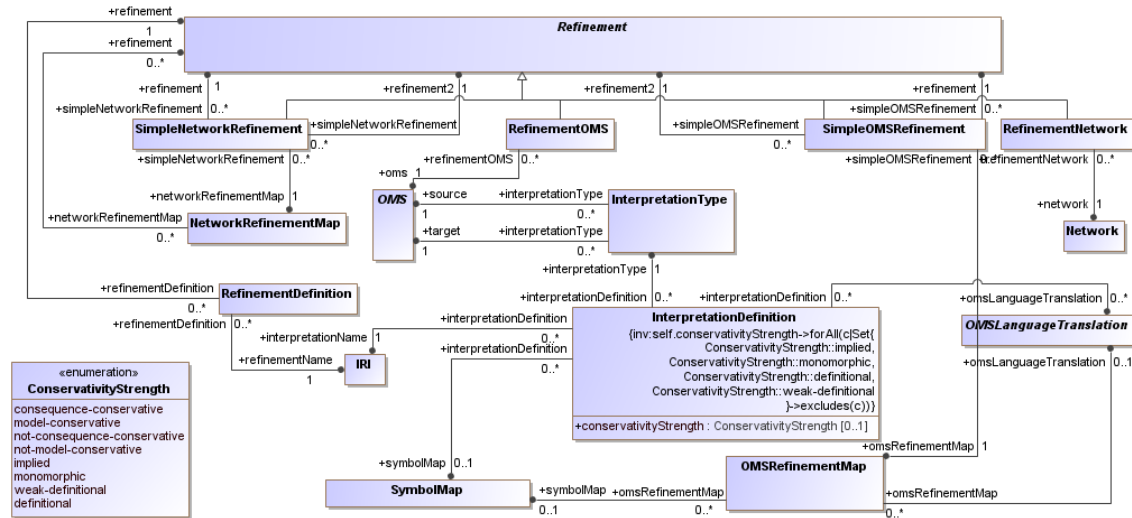 +refinement
1
Refinement
+refinement
0..*
+refinement 1
+refinement2 1
+refinement2 1
+refinement 1
+simpleNetworkRefinement 0..*
+simpleOMSRefinement 0..*
SimpleNetworkRefinement
+simpleNetworkRefinement
0..*
RefinementOMS
+simpleOMSRefinement
0..*
SimpleOMSRefinement
RefinementNetwork
+simpleNetworkRefinement 0..*
+refinementOMS 0..*
+simpleOMSRefinement 0..*
+refinementNetwork 0..*
+oms 1
+networkRefinementMap 1
OMS
+source
1
+interpretationType
0..*
InterpretationType
+network 1
+networkRefinementMap
0..*
NetworkRefinementMap
+target
1
+interpretationType
0..*
Network
+interpretationType 1
+refinementDefinition
0..*
RefinementDefinition
+interpretationDefinition 0..*
+interpretationDefinition 0..*
+omsLanguageTranslation 0..*
+refinementDefinition 0..*
+interpretationName
1
+interpretationDefinition
0..*
InterpretationDefinition
{inv:self.conservativityStrength->forAll(c|Set{
ConservativityStrength::implied,
ConservativityStrength::monomorphic,
ConservativityStrength::definitional,
ConservativityStrength::weak-definitional
}->excludes(c))}
+conservativityStrength : ConservativityStrength [0..1]
OMSLanguageTranslation
+refinementName
1
IRI
+interpretationDefinition
0..*
+omsLanguageTranslation
0..1
«enumeration»
ConservativityStrength
consequence-conservative
model-conservative
not-consequence-conservative
not-model-conservative
implied
monomorphic
weak-definitional
definitional
+omsRefinementMap 1
+symbolMap 0..1
OMSRefinementMap
SymbolMap
+symbolMap
0..1
+omsRefinementMap
0..*
+omsRefinementMap
0..*